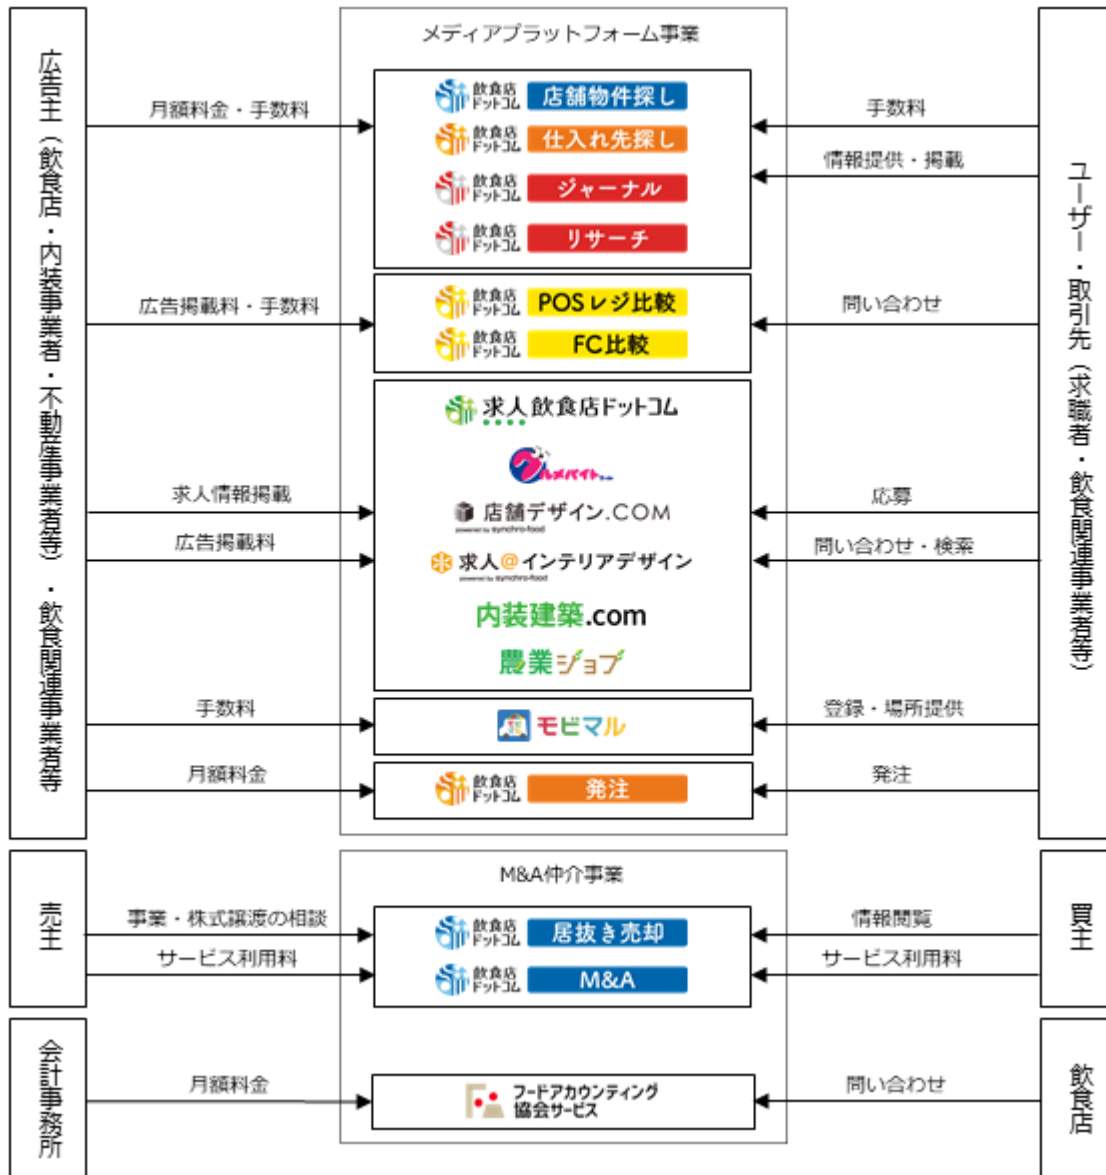 広告主（飲食店・内装事業者・不動産事業者等）・飲食関連事業者等
メディアプラットフォーム事業
ユーザー・取引先（求職者・飲食関連事業者等）
月額料金・手数料
飲食店ドットコム 店舗物件探し
飲食店ドットコム 仕入れ先探し
飲食店ドットコム ジャーナル
飲食店ドットコム リサーチ
手数料
情報提供・掲載
広告掲載料・手数料
飲食店ドットコム POSレジ比較
飲食店ドットコム FC比較
問い合わせ
求人飲食店ドットコム
グルメバイト
店舗デザイン.COM
powered by synchro-food
求人@インテリアデザイン
powered by synchro-food
内装建築.com
農業ジョブ
求人情報掲載
広告掲載料
応募
問い合わせ・検索
手数料
モビマル
登録・場所提供
月額料金
飲食店ドットコム 発注
発注
売主
M&A仲介事業
買主
事業・株式譲渡の相談
サービス利用料
飲食店ドットコム 居抜き売却
飲食店ドットコム M&A
情報閲覧
サービス利用料
会計事務所
月額料金
フードアカウンティング
協会サービス
問い合わせ
飲食店